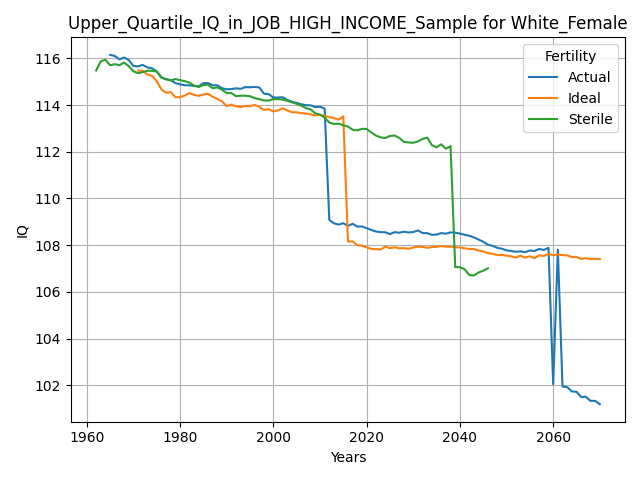 Upper_Quartile_IQ_in_JOB_HIGH_INCOME_Sample for White_Female
Fertility
Actual
Ideal
Sterile
116
114
112
110
108
106
104
102
IQ
1960
1980
2000
2020
2040
2060
Years